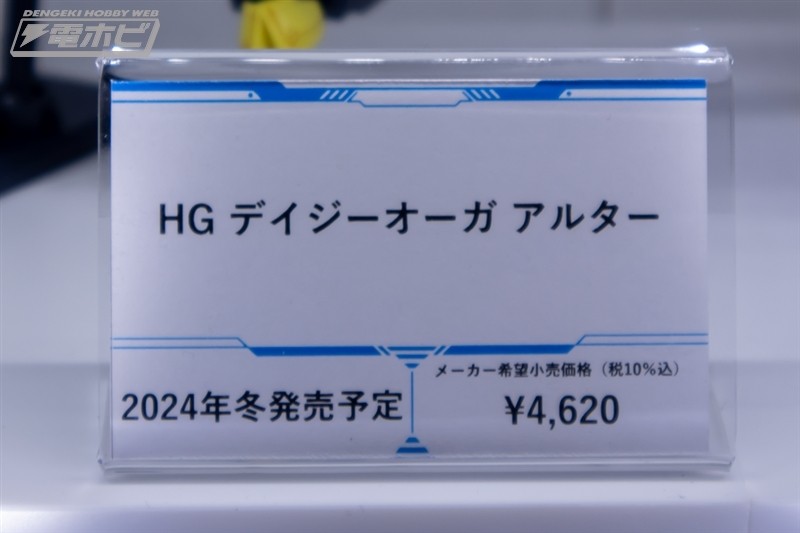 DENGEKI HOBBY WEB
電ホビ
HG デイジーオーガ アルター
2024年冬発売予定
メーカー希望小売価格（税10%込）
¥4,620